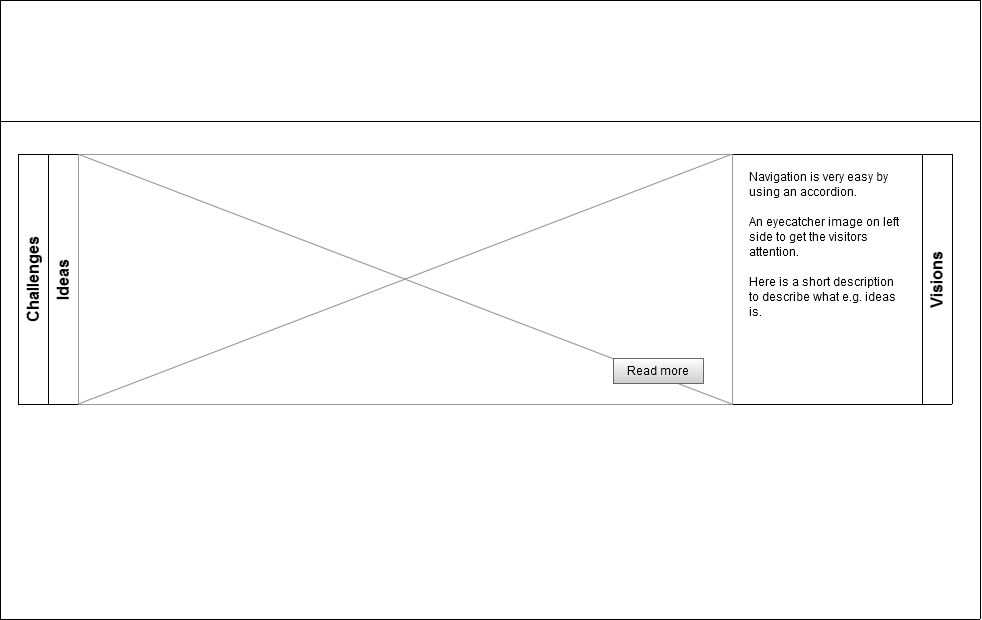 Challenges
Ideas
Navigation is very easy by
using an accordion.
An eyecatcher image on left
side to get the visitors
attention.
Here is a short description
to describe what e.g. ideas
is.
Read more
Visions